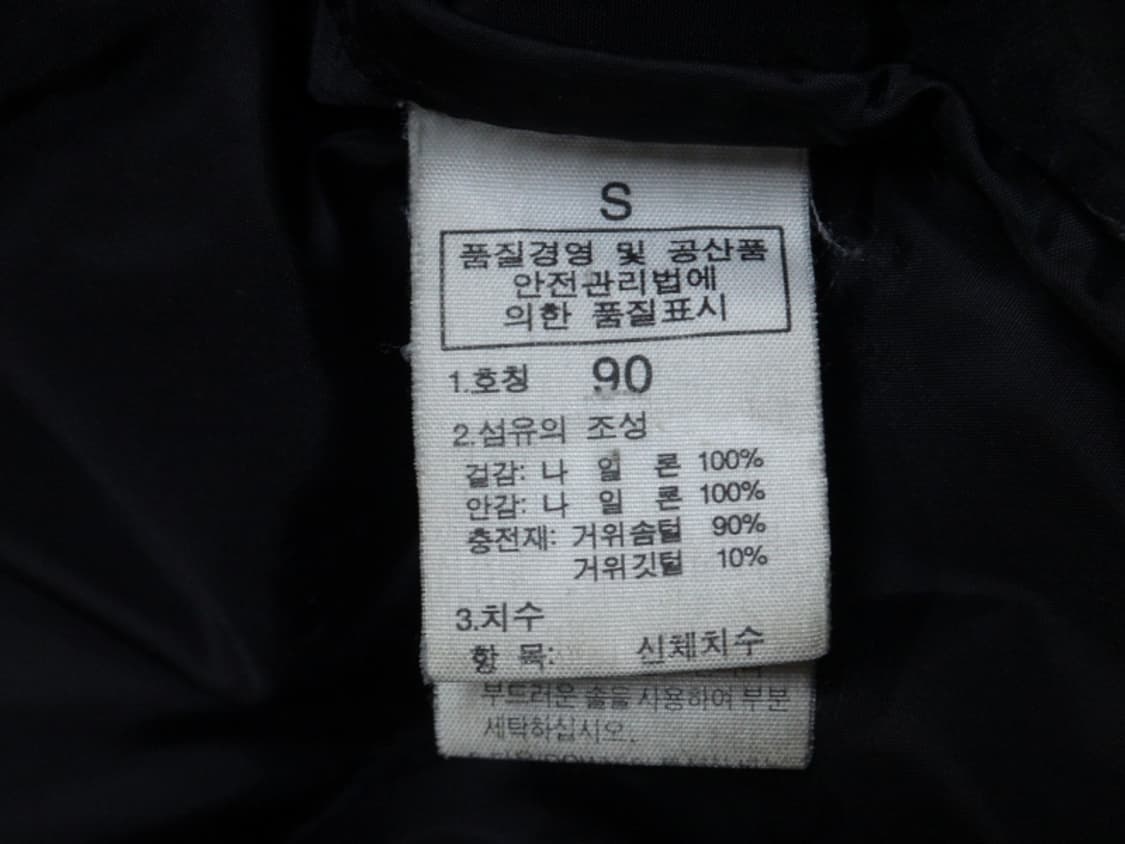 S
품질경영 및 공산품
안전관리법에
의한 품질표시
1.호칭 90
2.섬유의 조성
겉감: 나 일 론 100%
안감: 나 일 론 100%
충전재: 거위솜털 90%
거위깃털 10%
3.치수
항 목: 신체치수
부드러운 솔을 사용하여 부분
세탁하십시오.